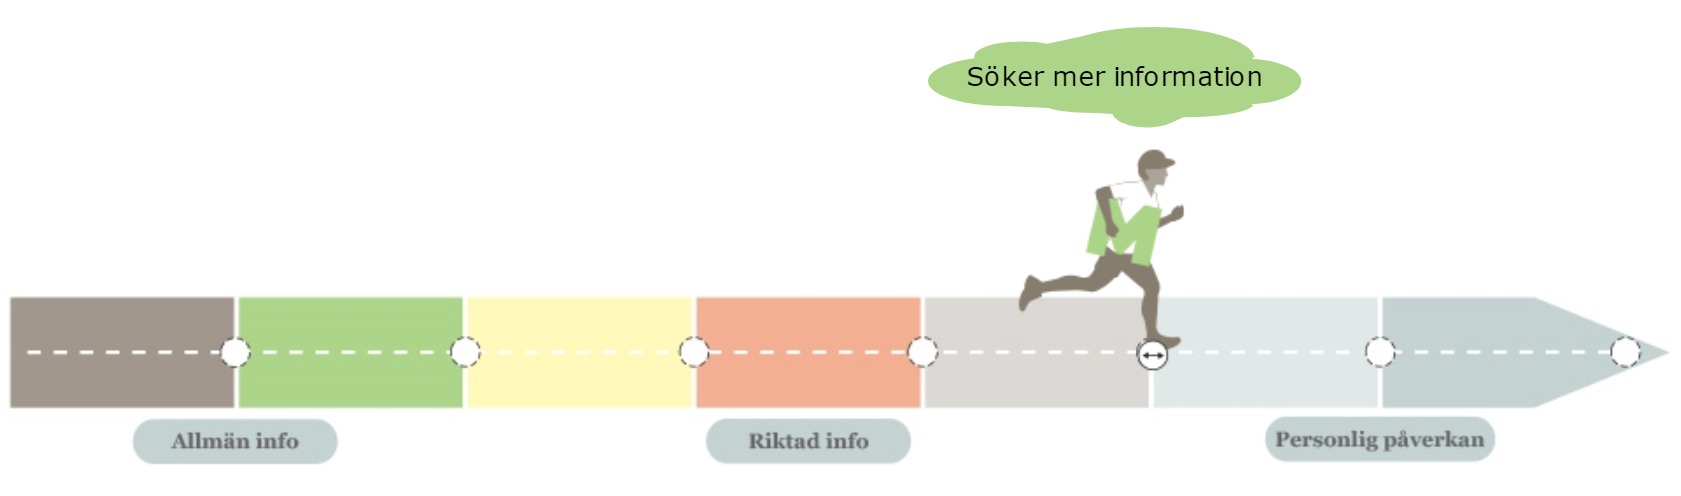 Söker mer information
Allmän info
Riktad info
Personlig påverkan